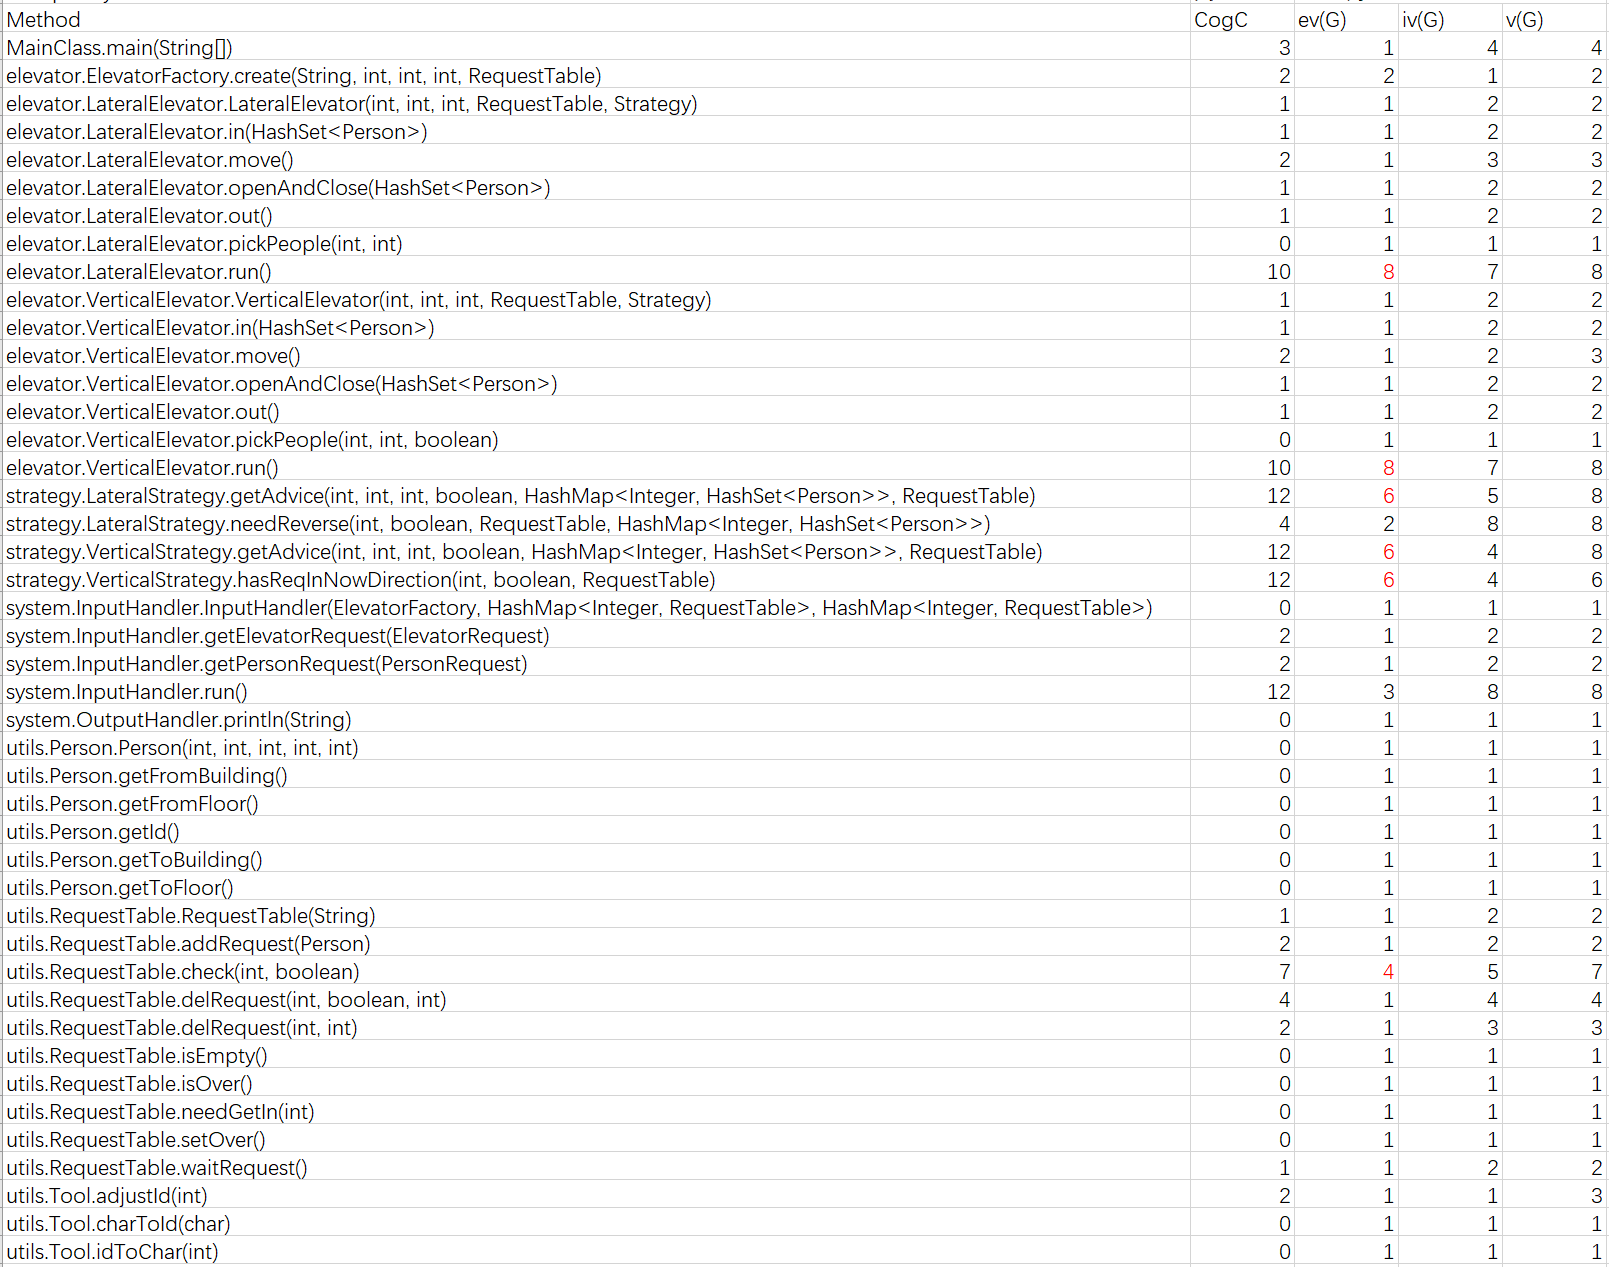 Method CogC ev(G) iv(G) v(G)
MainClass.main(String[]) 3 1 4 4
elevator.ElevatorFactory.create(String, int, int, int, RequestTable) 2 2 1 2
elevator.LateralElevator.LateralElevator(int, int, int, RequestTable, Strategy) 1 1 2 2
elevator.LateralElevator.in(HashSet<Person>) 1 1 2 2
elevator.LateralElevator.move() 2 1 3 3
elevator.LateralElevator.openAndClose(HashSet<Person>) 1 1 2 2
elevator.LateralElevator.out() 1 1 2 2
elevator.LateralElevator.pickPeople(int, int) 0 1 1 1
elevator.LateralElevator.run() 10 8 7 8
elevator.VerticalElevator.VerticalElevator(int, int, int, RequestTable, Strategy) 1 1 2 2
elevator.VerticalElevator.in(HashSet<Person>) 1 1 2 2
elevator.VerticalElevator.move() 2 1 2 3
elevator.VerticalElevator.openAndClose(HashSet<Person>) 1 1 2 2
elevator.VerticalElevator.out() 1 1 2 2
elevator.VerticalElevator.pickPeople(int, int, boolean) 0 1 1 1
elevator.VerticalElevator.run() 10 8 7 8
strategy.LateralStrategy.getAdvice(int, int, int, boolean, HashMap<Integer, HashSet<Person>>, RequestTable) 12 6 5 8
strategy.LateralStrategy.needReverse(int, boolean, RequestTable, HashMap<Integer, HashSet<Person>>) 4 2 8 8
strategy.VerticalStrategy.getAdvice(int, int, int, boolean, HashMap<Integer, HashSet<Person>>, RequestTable) 12 6 4 8
strategy.VerticalStrategy.hasReqInNowDirection(int, boolean, RequestTable) 12 6 4 6
system.InputHandler.InputHandler(ElevatorFactory, HashMap<Integer, RequestTable>, HashMap<Integer, RequestTable>) 0 1 1 1
system.InputHandler.getElevatorRequest(ElevatorRequest) 2 1 2 2
system.InputHandler.getPersonRequest(PersonRequest) 2 1 2 2
system.InputHandler.run() 12 3 8 8
system.OutputHandler.println(String) 0 1 1 1
utils.Person.Person(int, int, int, int, int) 0 1 1 1
utils.Person.getFromBuilding() 0 1 1 1
utils.Person.getFromFloor() 0 1 1 1
utils.Person.getId() 0 1 1 1
utils.Person.getToBuilding() 0 1 1 1
utils.Person.getToFloor() 0 1 1 1
utils.RequestTable.RequestTable(String) 1 1 2 2
utils.RequestTable.addRequest(Person) 2 1 2 2
utils.RequestTable.check(int, boolean) 7 4 5 7
utils.RequestTable.delRequest(int, boolean, int) 4 1 4 4
utils.RequestTable.delRequest(int, int) 2 1 3 3
utils.RequestTable.isEmpty() 0 1 1 1
utils.RequestTable.isOver() 0 1 1 1
utils.RequestTable.needGetIn(int) 0 1 1 1
utils.RequestTable.setOver() 0 1 1 1
utils.RequestTable.waitRequest() 1 1 2 2
utils.Tool.adjustId(int) 2 1 1 3
utils.Tool.charToId(char) 0 1 1 1
utils.Tool.idToChar(int) 0 1 1 1